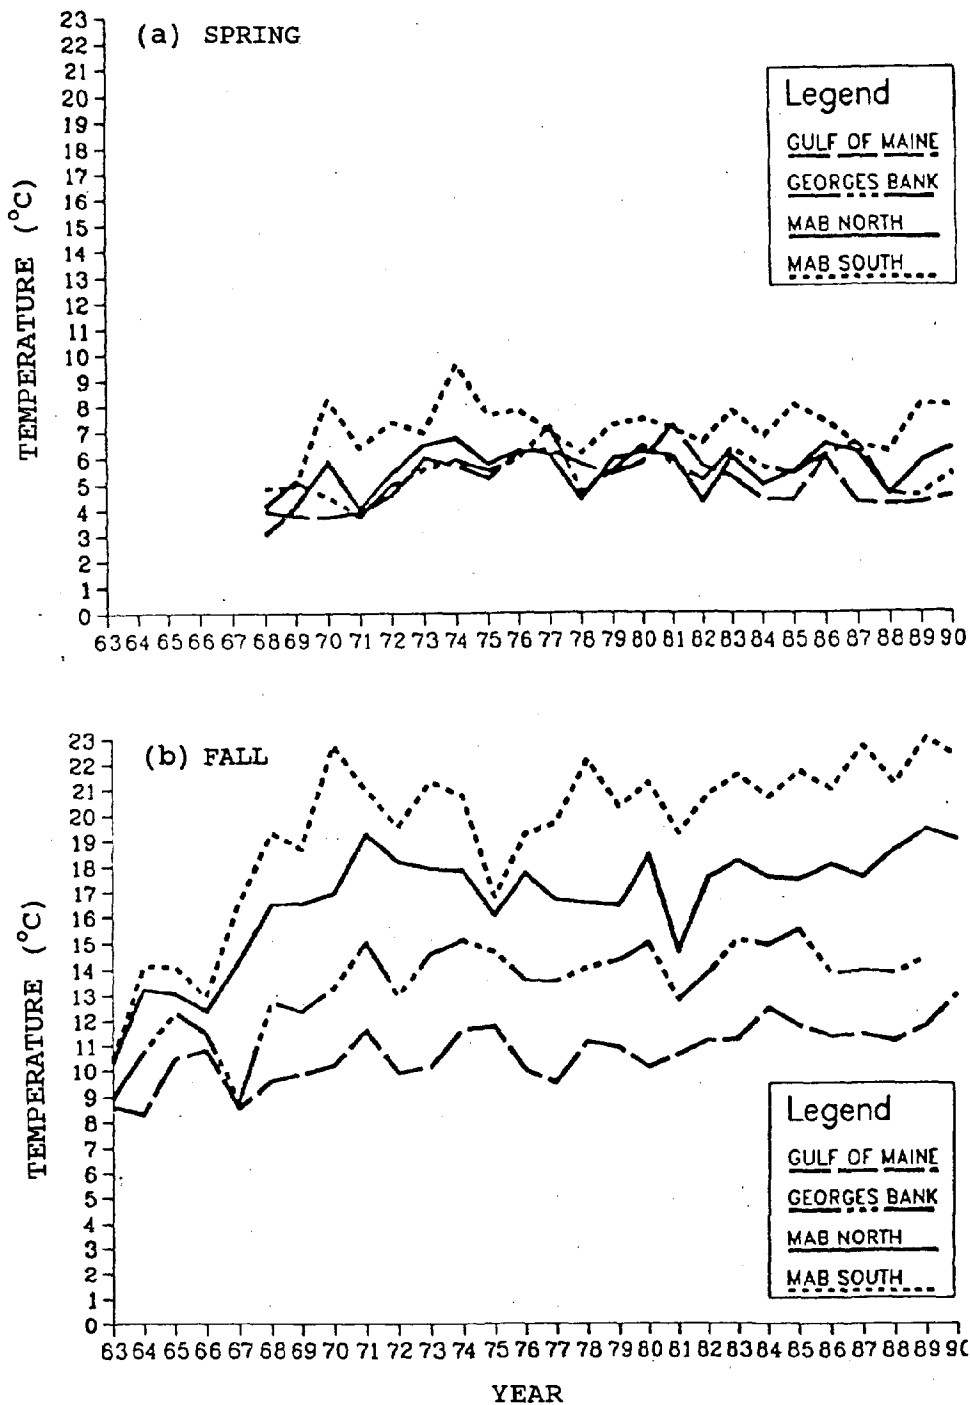 (a) SPRING
23
22
21
20
19
18
17
16
15
14
13
12
11
10
9
8
7
6
5
4
3
2
1
0
TEMPERATURE (°C)
Legend
GULF OF MAINE
GEORGES BANK
MAB NORTH
MAB SOUTH
63 64 65 66 67 68 69 70 71 72 73 74 75 76 77 78 79 80 81 82 83 84 85 86 87 88 89 90
(b) FALL
23
22
21
20
19
18
17
16
15
14
13
12
11
10
9
8
7
6
5
4
3
2
1
0
TEMPERATURE (°C)
Legend
GULF OF MAINE
GEORGES BANK
MAB NORTH
MAB SOUTH
63 64 65 66 67 68 69 70 71 72 73 74 75 76 77 78 79 80 81 82 83 84 85 86 87 88 89 90
YEAR